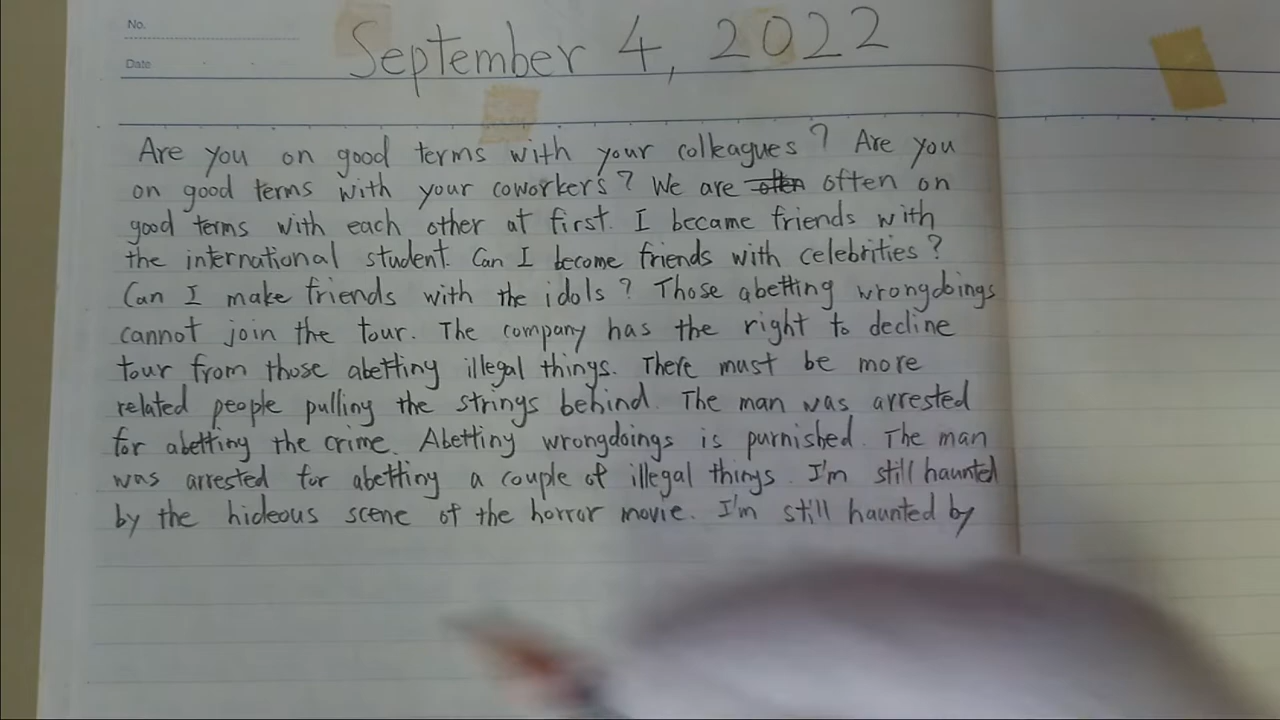 No.
September 4, 2022
Date
Are you on good terms with your colleagues? Are you
on good terms with your coworkers? We are often often on
good terms with each other at first. I became friends with
the international student. Can I become friends with celebrities?
Can I make friends with the idols? Those abetting wrongdoings
cannot join the tour. The company has the right to decline
tour from those abetting illegal things. There must be more
related people pulling the strings behind. The man was arrested
for abetting the crime. Abetting wrongdoings is purnished. The man
was arrested for abetting a couple of illegal things. I'm still haunted
by the hideous scene of the horror movie. I'm still haunted by